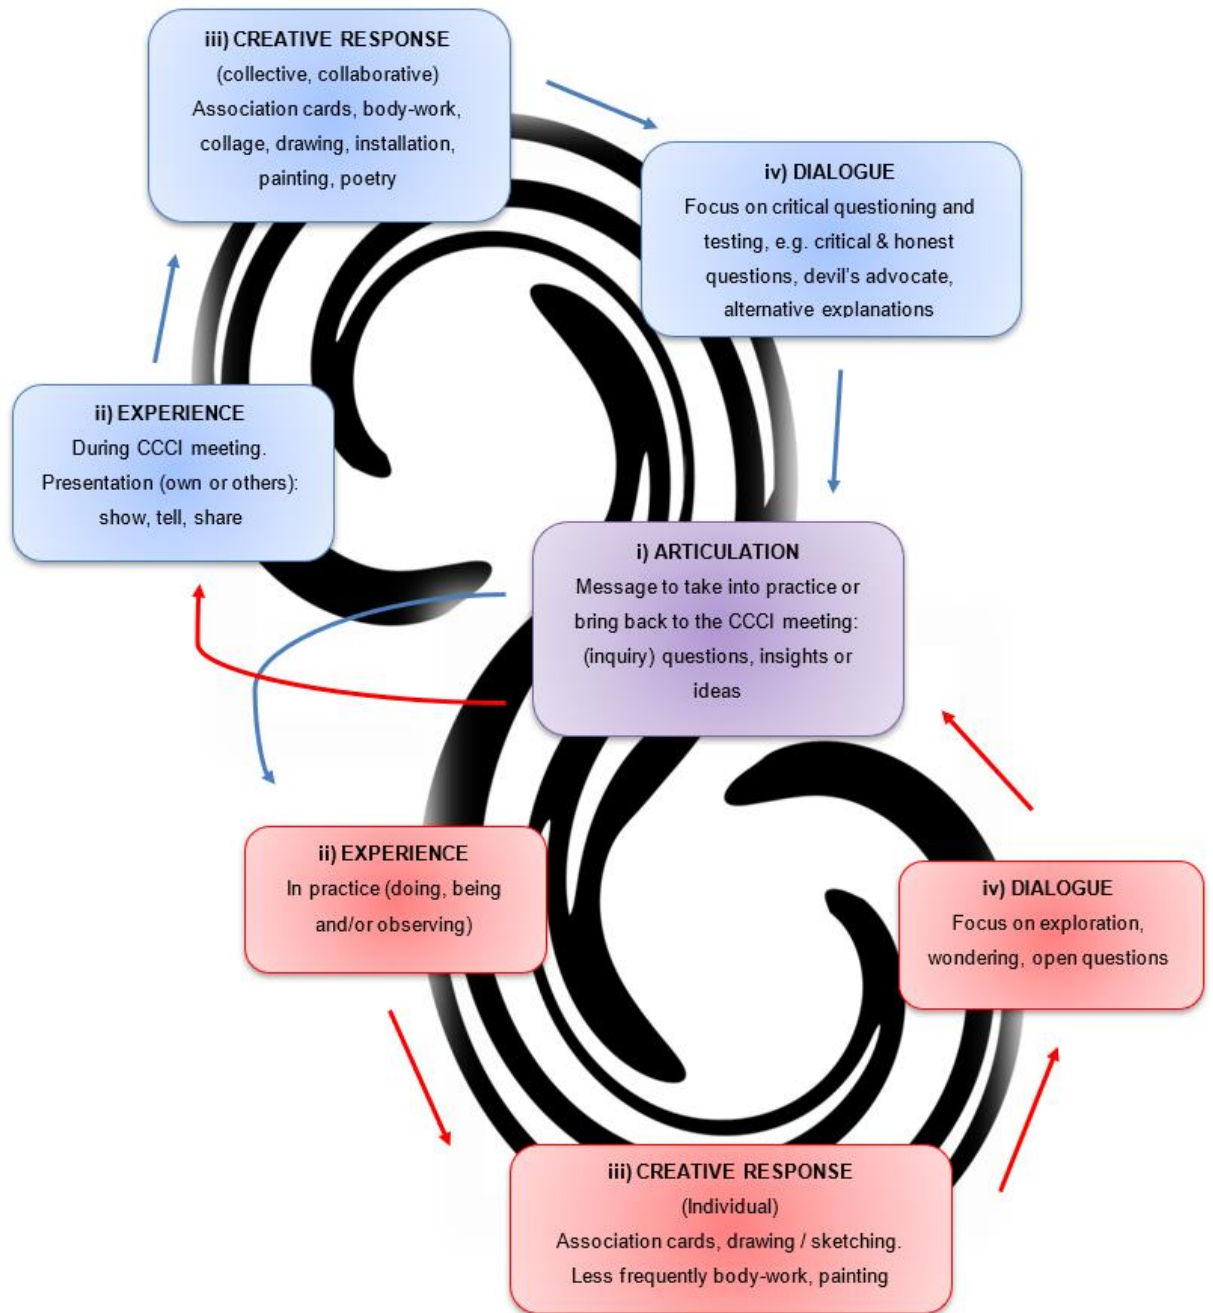 iii) CREATIVE RESPONSE
(collective, collaborative)
Association cards, body-work,
collage, drawing, installation,
painting, poetry
iv) DIALOGUE
Focus on critical questioning and
testing, e.g. critical & honest
questions, devil's advocate,
alternative explanations
ii) EXPERIENCE
During CCCI meeting.
Presentation (own or others):
show, tell, share
i) ARTICULATION
Message to take into practice or
bring back to the CCCI meeting:
(inquiry) questions, insights or
ideas
ii) EXPERIENCE
In practice (doing, being
and/or observing)
iv) DIALOGUE
Focus on exploration,
wondering, open questions
iii) CREATIVE RESPONSE
(Individual)
Association cards, drawing / sketching.
Less frequently body-work, painting